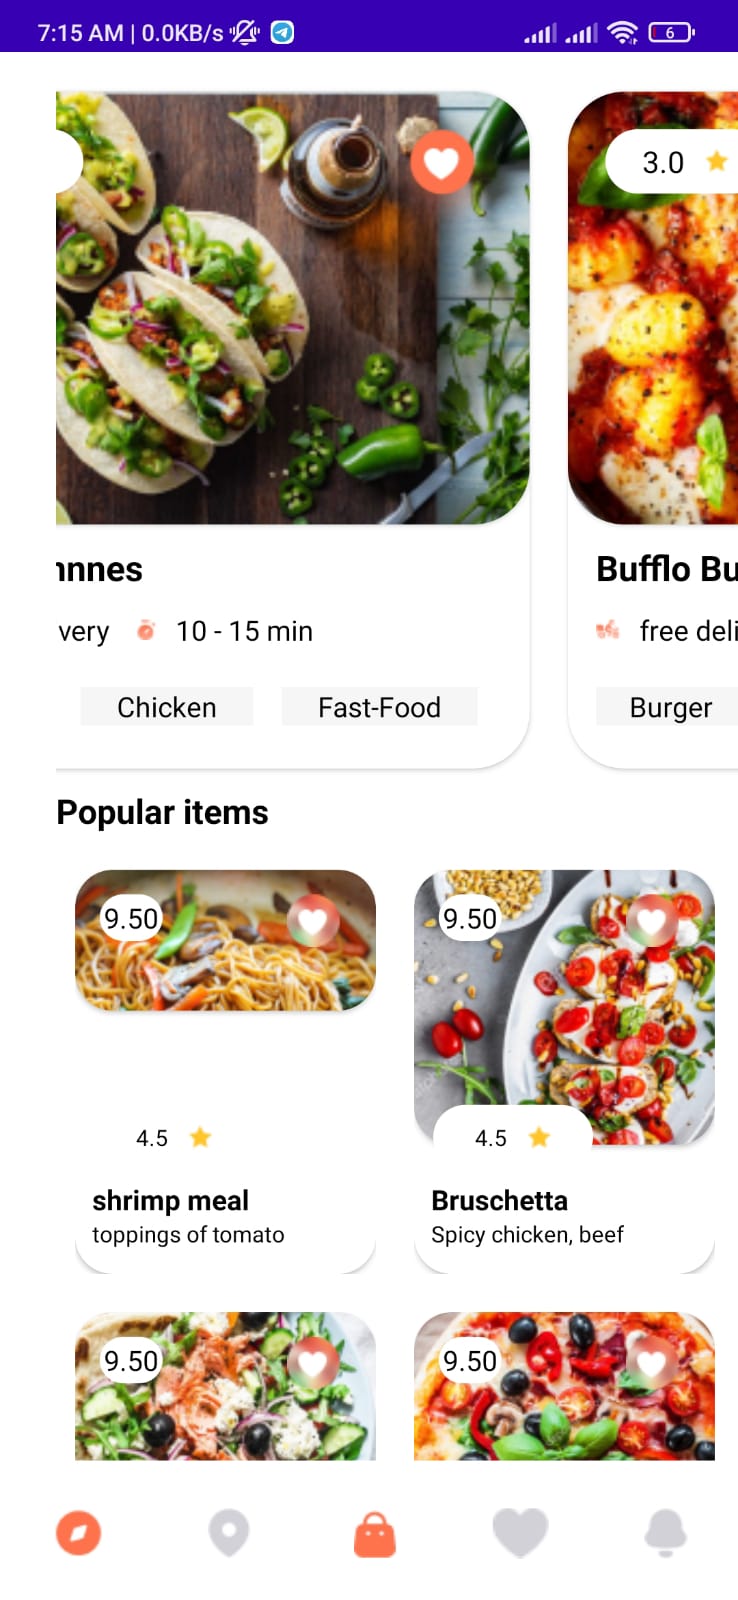 7:15 AM | 0.0KB/s 6
3.0
nnes
very 10 - 15 min
Chicken Fast-Food
Bufflo Bu
free deli
Burger
Popular items
9.50
4.5
shrimp meal
toppings of tomato
9.50
4.5
Bruschetta
Spicy chicken, beef
9.50
9.50